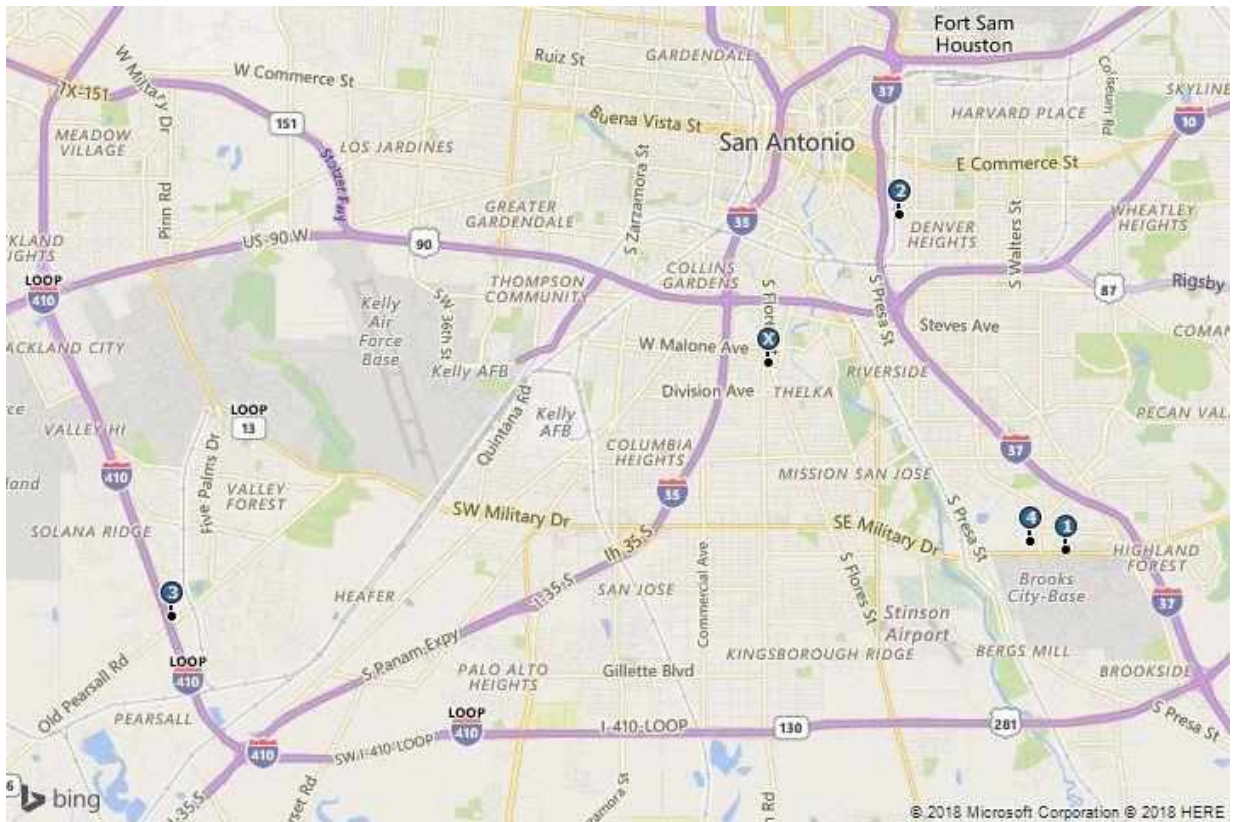 Fort Sam
Houston
GARDENDALE
Ruiz St
W Military Dr
W Commerce St
TX-151
Coliseum Rd
SKYLINE
37
HARVARD PLACE
10
151
Buena Vista St
MEADOW
VILLAGE
LOS JARDINES
San Antonio
E Commerce St
Pinn Rd
Stotzer Fwy
S Zarzamora St
2
GREATER
GARDENDALE
35
DENVER
HEIGHTS
S Walters St
WHEATLEY
HEIGHTS
US-90 W
90
LOOP
410
THOMPSON
COMMUNITY
COLLINS
GARDENS
S Presa St
87
Rigsby
Kelly
Air
Force
Base
SW 36th St
Steves Ave
W Malone Ave
X
Kelly AFB
RIVERSIDE
Division Ave
THELKA
LOOP
13
VALLEY HI
Five Palms Dr
Quintana Rd
Kelly
AFB
COLUMBIA
HEIGHTS
37
410
VALLEY
FOREST
MISSION SAN JOSE
35
S Presa St
SOLANA RIDGE
SW Military Dr
SE Military Dr
4
1
HIGHLAND
FOREST
Ih 35 S
I-35-S
SAN JOSE
Commercial Ave
S Flores St
Brooks
City-Base
3
HEAFER
37
Stinson
Airport
S Panam Expy
KINGSBOROUGH RIDGE
BERGS MILL
LOOP
410
Old Pearsall Rd
PALO ALTO
HEIGHTS
Gillette Blvd
BROOKSIDE
PEARSALL
LOOP
410
I-410-LOOP
130
281
S Presa St
410
SW I-410-LOOP
I-35-S
bing
© 2018 Microsoft Corporation © 2018 HERE